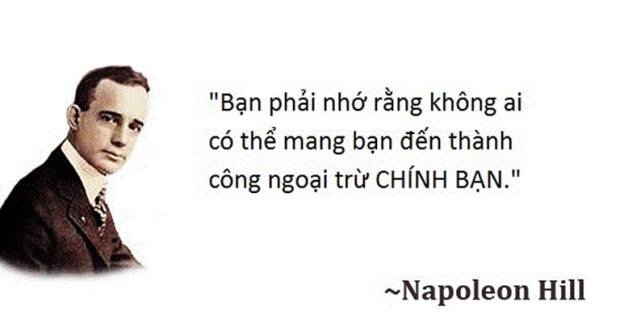 "Bạn phải nhớ rằng không ai
có thể mang bạn đến thành
công ngoại trừ CHÍNH BẠN."
~Napoleon Hill